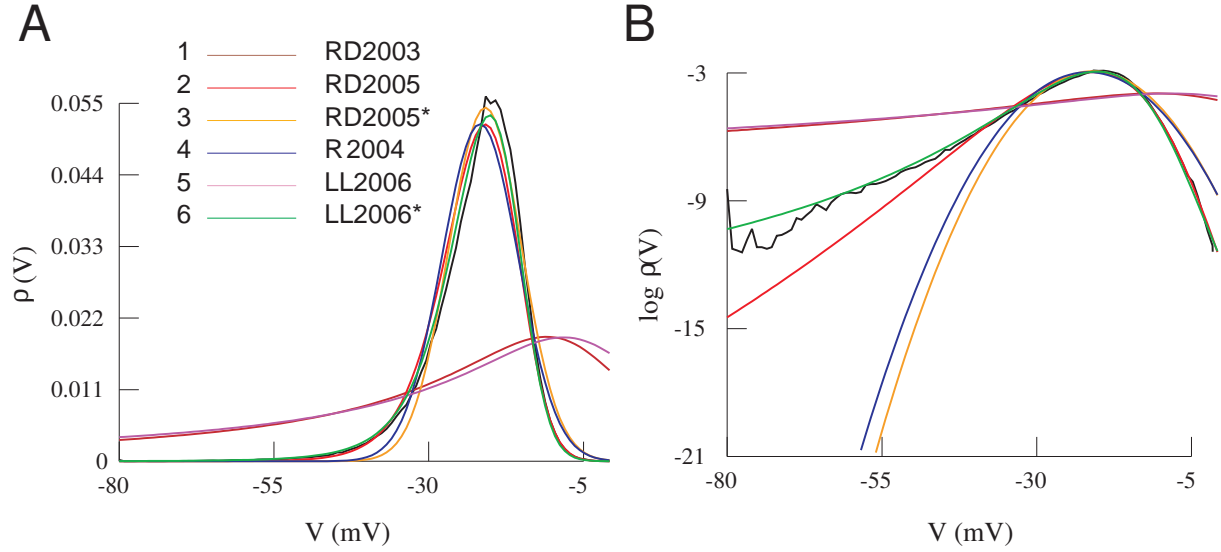 A
1 RD2003
2 RD2005
3 RD2005*
4 R2004
5 LL2006
6 LL2006*
0.055
0.044
0.033
0.022
0.011
0
ρ (V)
-80 -55 -30 -5
V (mV)
B
-3
-9
-15
-21
log ρ(V)
-80 -55 -30 -5
V (mV)